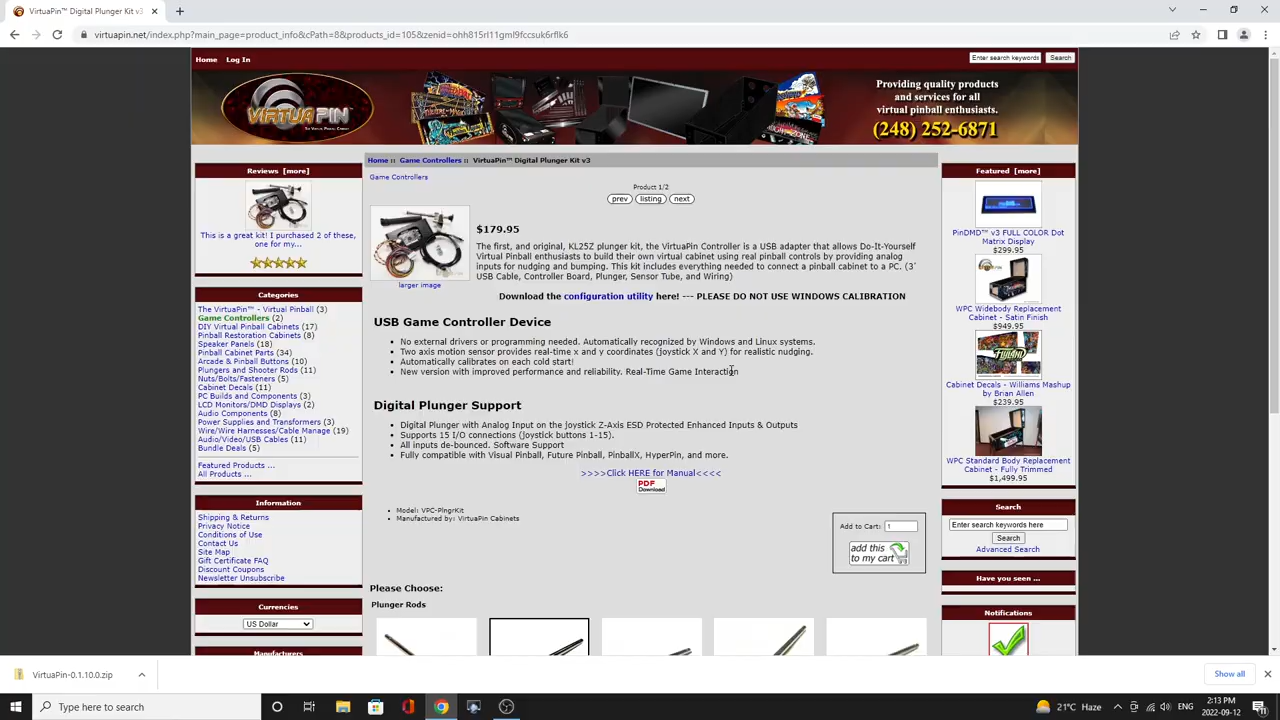 VirtuaPin™ Digital Plunger Kit v3
virtuapin.net/index.php?main_page=product_info&cPath=8&products_id=105&zenid=ohh815rl11gml9fccsuk6rflk6
Home Log In
Enter search keywords Search
VIRTUAPIN
THE VIRTUAL PINBALL CABINET
Providing quality products
and services for all
virtual pinball enthusiasts.
(248) 252-6871
Reviews [more]
This is a great kit! I purchased 2 of these,
one for my...
Categories
The VirtuaPin™ - Virtual Pinball (3)
Game Controllers (2)
DIY Virtual Pinball Cabinets (17)
Pinball Restoration Cabinets (8)
Speaker Panels (18)
Pinball Cabinet Parts (34)
Arcade & Pinball Buttons (10)
Plungers and Shooter Rods (11)
Nuts/Bolts/Fasteners (5)
Cabinet Decals (11)
PC Builds and Components (3)
LCD Monitors/DMD Displays (2)
Audio Components (8)
Power Supplies and Transformers (3)
Wire/Wire Harnesses/Cable Manage (19)
Audio/Video/USB Cables (11)
Bundle Deals (5)
Featured Products ...
All Products ...
Information
Shipping & Returns
Privacy Notice
Conditions of Use
Contact Us
Site Map
Gift Certificate FAQ
Discount Coupons
Newsletter Unsubscribe
Currencies
US Dollar
Manufacturers
Home :: Game Controllers :: VirtuaPin™ Digital Plunger Kit v3
Game Controllers
Product 1/2
prev listing next
larger image
$179.95
The first, and original, KL25Z plunger kit, the VirtuaPin Controller is a USB adapter that allows Do-It-Yourself
Virtual Pinball enthusiasts to build their own virtual cabinet using real pinball controls by providing analog
inputs for nudging and bumping. This kit includes everything needed to connect a pinball cabinet to a PC. (3'
USB Cable, Controller Board, Plunger, Sensor Tube, and Wiring)
Download the configuration utility here! --- PLEASE DO NOT USE WINDOWS CALIBRATION
USB Game Controller Device
No external drivers or programming needed. Automatically recognized by Windows and Linux systems.
Two axis motion sensor provides real-time x and y coordinates (joystick X and Y) for realistic nudging.
Automatically calibrates on each cold start!
New version with improved performance and reliability. Real-Time Game Interaction
Digital Plunger Support
Digital Plunger with Analog Input on the joystick Z-Axis ESD Protected Enhanced Inputs & Outputs
Supports 15 I/O connections (joystick buttons 1-15).
All inputs de-bounced. Software Support
Fully compatible with Visual Pinball, Future Pinball, PinballX, HyperPin, and more.
>>>>Click HERE for Manual<<<<
PDF
Download
Model: VPC-PlngrKit
Manufactured by: VirtuaPin Cabinets
Add to Cart: 1
add this
to my cart
Please Choose:
Plunger Rods
Featured [more]
PinDMD™ v3 FULL COLOR Dot
Matrix Display
$299.95
WPC Widebody Replacement
Cabinet - Satin Finish
$949.95
Cabinet Decals - Williams Mashup
by Brian Allen
$239.95
WPC Standard Body Replacement
Cabinet - Fully Trimmed
$1,499.95
Search
Enter search keywords here
Search
Advanced Search
Have you seen ...
Notifications
VirtuaPin-0.1.10.0.zip
Show all
Type here to search
21°C Haze
2:13 PM
2022-09-12